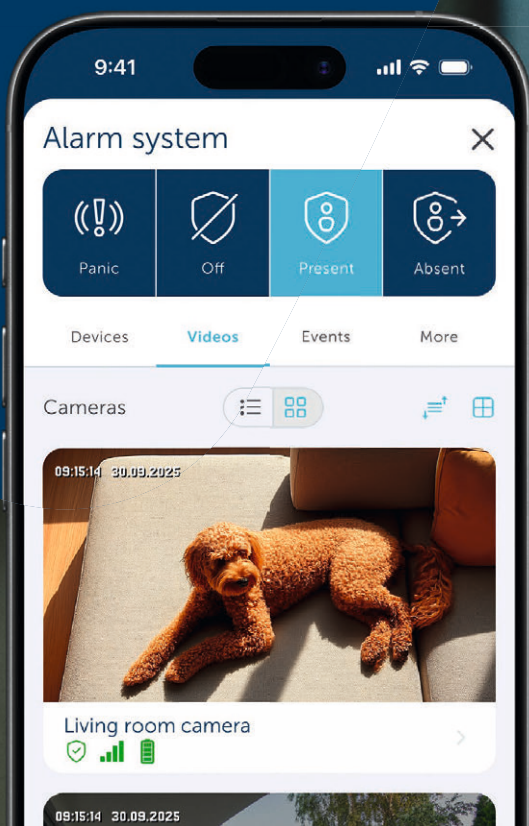 9:41
Alarm system
Panic
Off
Present
Absent
Devices
Videos
Events
More
Cameras
09:15:14 30.09.2025
Living room camera
09:15:14 30.09.2025